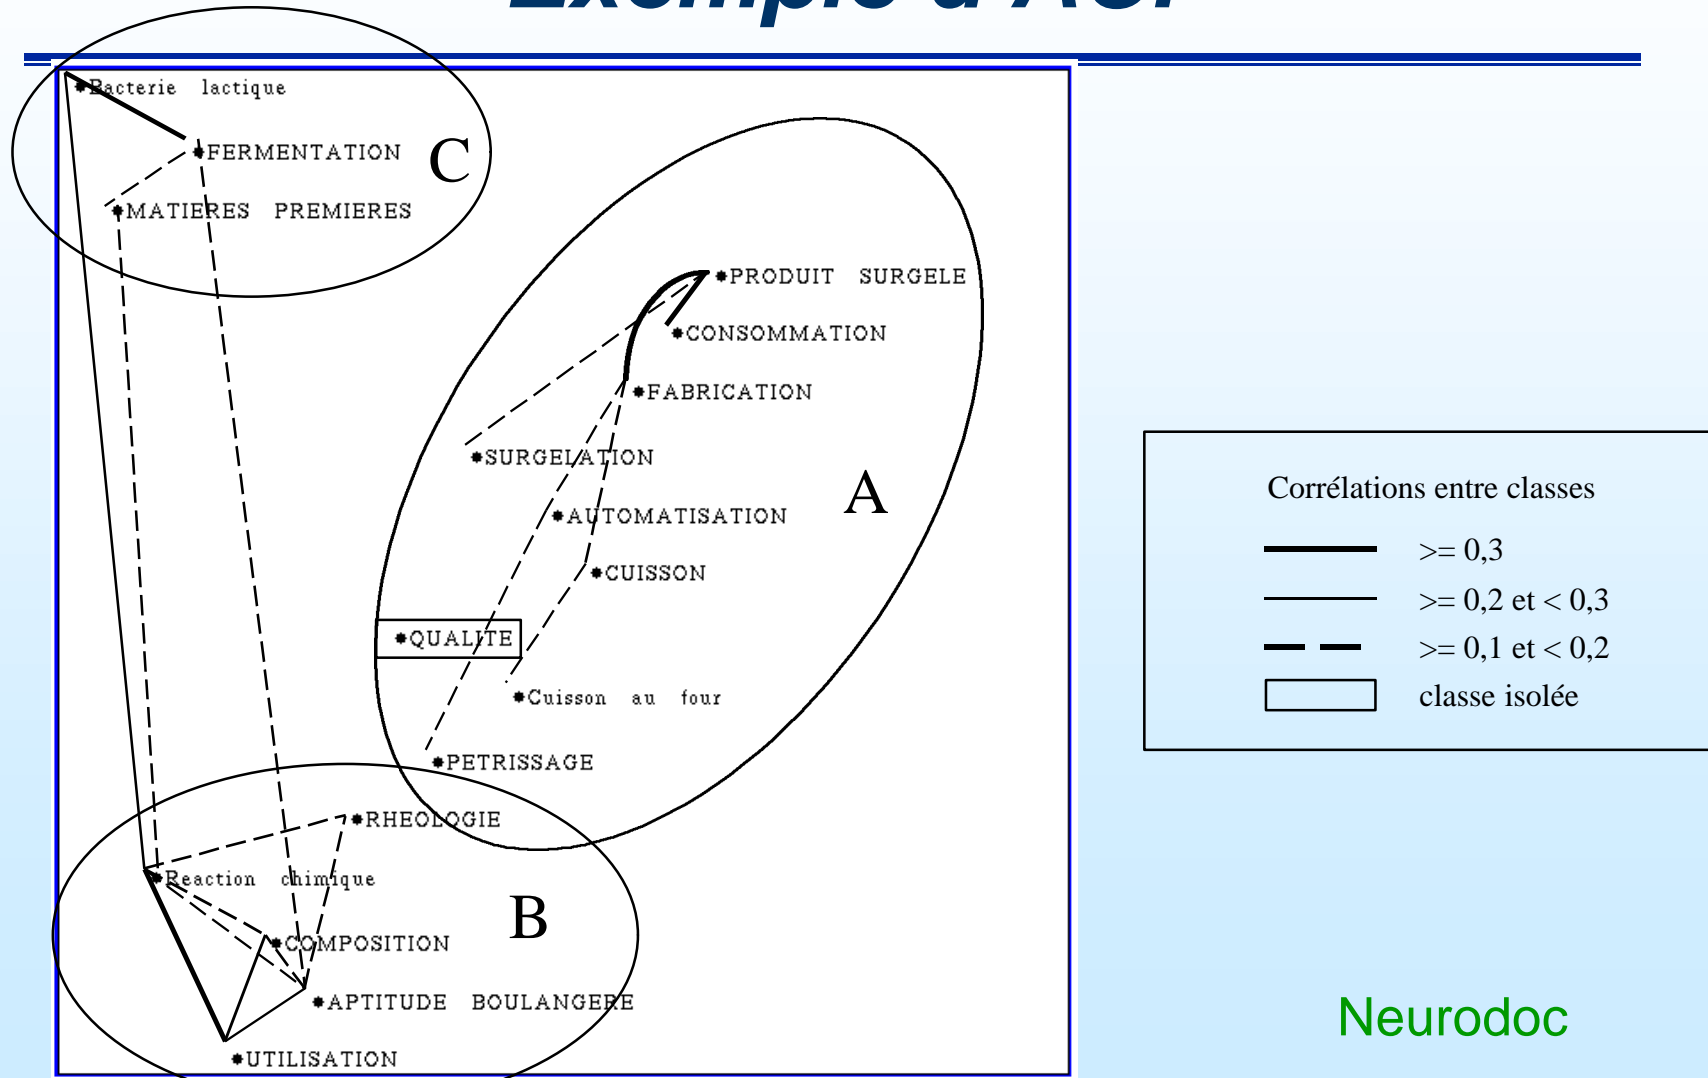 Bacterie lactique
FERMENTATION
C
MATIERES PREMIERES
PRODUIT SURGELE
CONSOMMATION
FABRICATION
SURGELATION
A
AUTOMATISATION
CUISSON
QUALITE
Cuisson au four
PETRISSAGE
RHEOLOGIE
Reaction chimique
B
COMPOSITION
APTITUDE BOULANGERE
UTILISATION
Corrélations entre classes
>= 0,3
>= 0,2 et < 0,3
>= 0,1 et < 0,2
classe isolée
Neurodoc